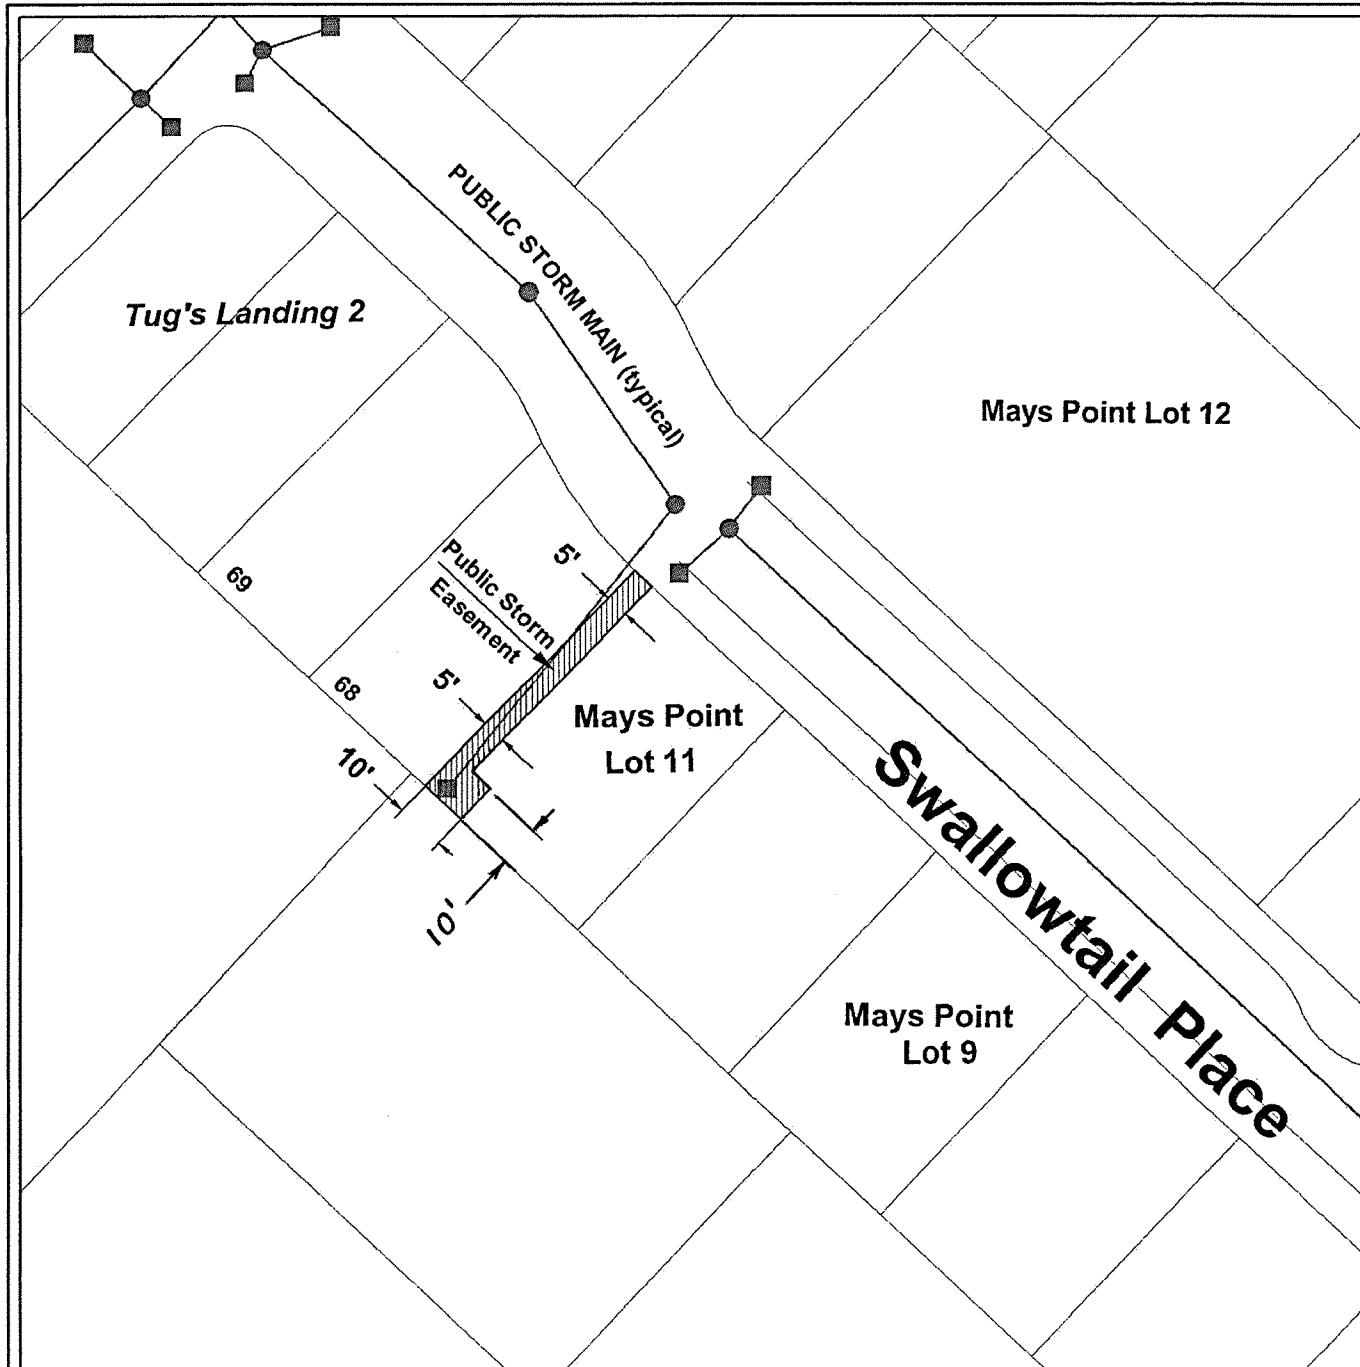 PUBLIC STORM MAIN (typical)
Tug's Landing 2
Mays Point Lot 12
5'
Public Storm
Easement
69
5'
68
Mays Point
Lot 11
10'
10'
Swallowtail Place
Mays Point
Lot 9